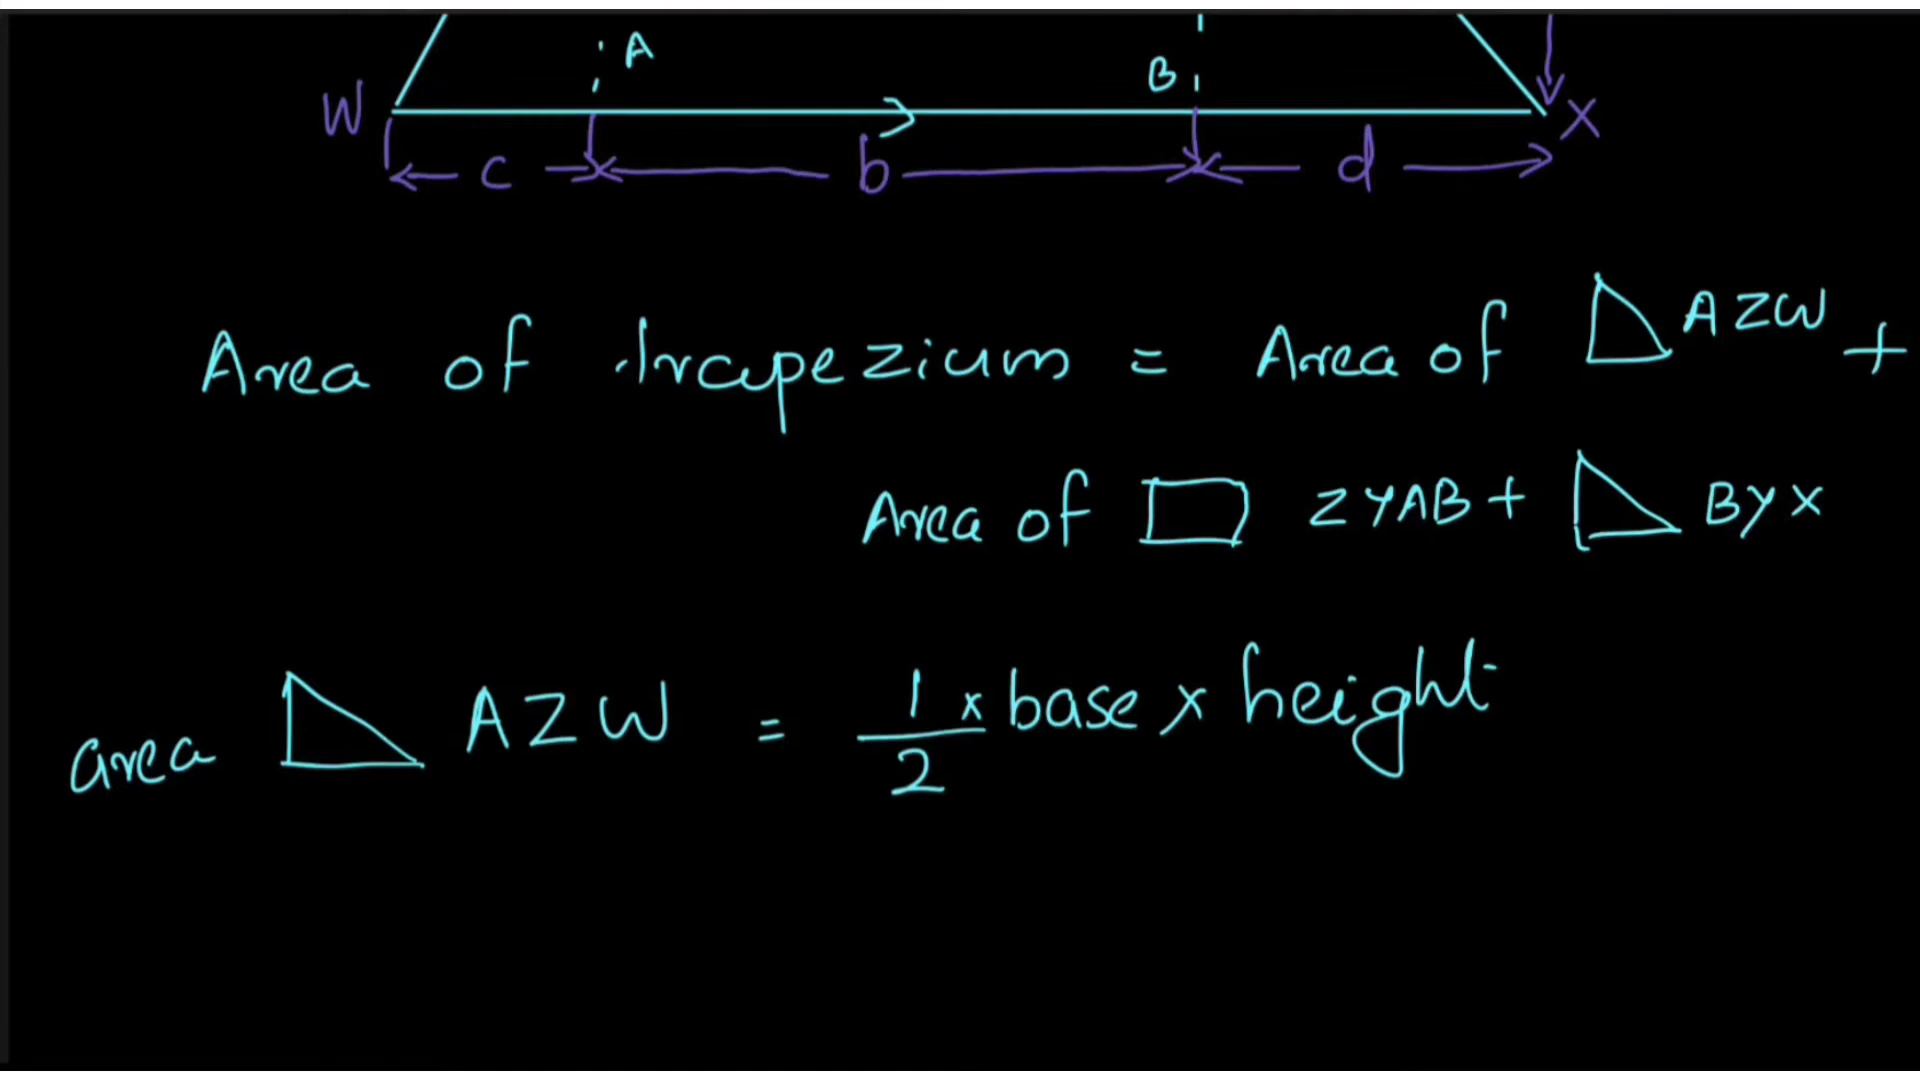 A
B
W
X
c
b
d
Area of trapezium = Area of △ AZW +
Area of ▭ ZYAB + △ BYX
area △ AZW = 1/2 x base x height